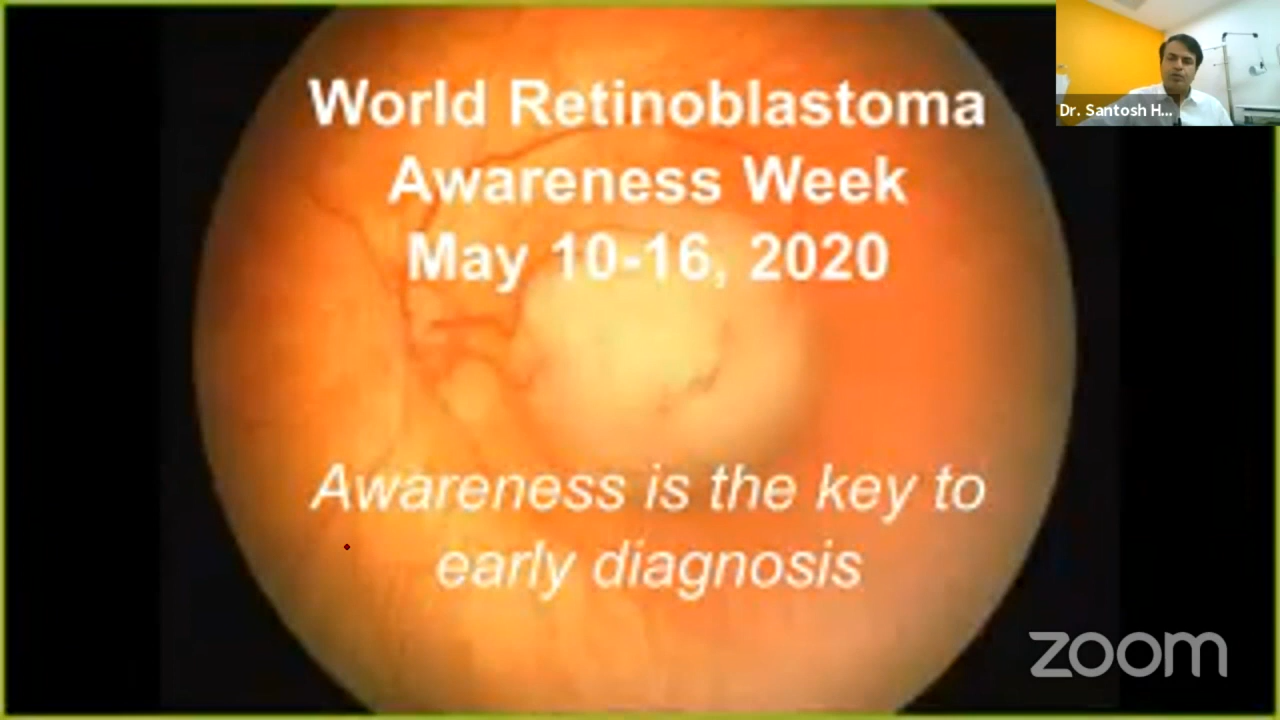 World Retinoblastoma
Awareness Week
May 10-16, 2020
Dr. Santosh H...
Awareness is the key to
early diagnosis
zoom